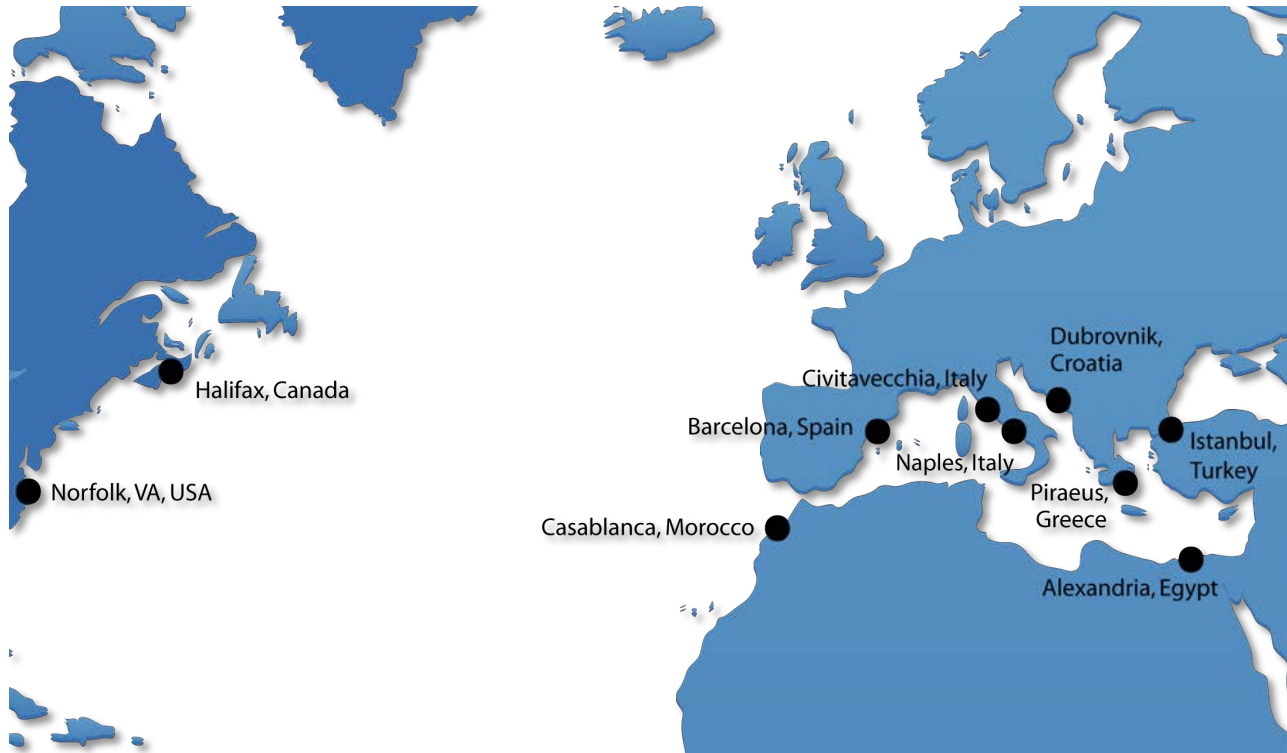 Dubrovnik,
Croatia
Civitavecchia, Italy
Halifax, Canada
Barcelona, Spain
Istanbul,
Turkey
Naples, Italy
Norfolk, VA, USA
Piraeus,
Greece
Casablanca, Morocco
Alexandria, Egypt